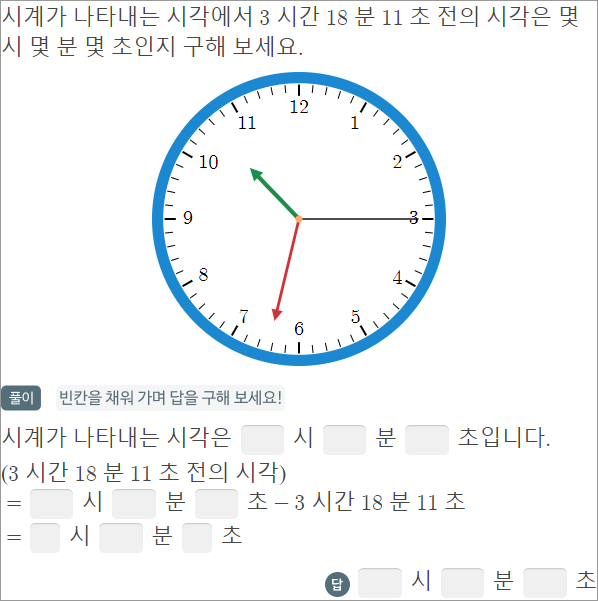 시계가 나타내는 시각에서 3 시간 18 분 11 초 전의 시각은 몇
시 몇 분 몇 초인지 구해 보세요.
12
11 1
10 2
9 3
8 4
7 5
6
풀이 빈칸을 채워 가며 답을 구해 보세요!
시계가 나타내는 시각은 시 분 초입니다.
(3 시간 18 분 11 초 전의 시각)
= 시 분 초 − 3 시간 18 분 11 초
= 시 분 초
답 시 분 초